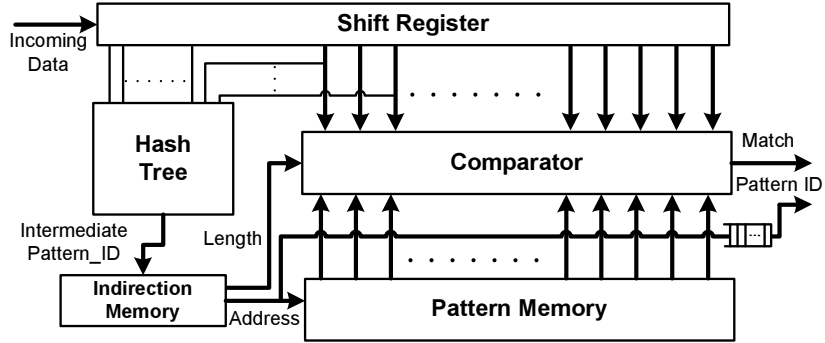 Shift Register
Incoming
Data
Hash
Tree
Comparator
Match
Pattern ID
Intermediate
Pattern_ID
Length
Indirection
Memory
Address
Pattern Memory